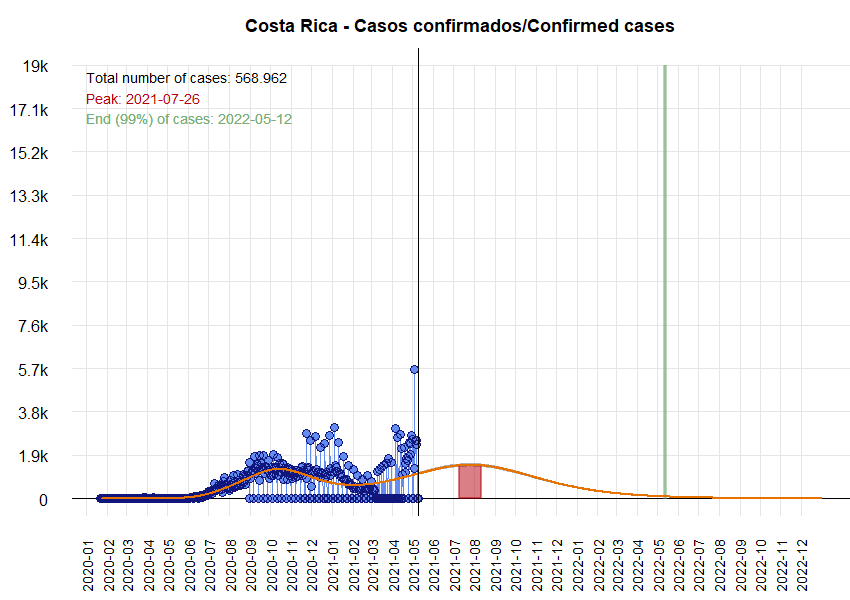 Costa Rica - Casos confirmados/Confirmed cases
Total number of cases: 568.962
Peak: 2021-07-26
End (99%) of cases: 2022-05-12
19k
17.1k
15.2k
13.3k
11.4k
9.5k
7.6k
5.7k
3.8k
1.9k
0
2020-01
2020-02
2020-03
2020-04
2020-05
2020-06
2020-07
2020-08
2020-09
2020-10
2020-11
2020-12
2021-01
2021-02
2021-03
2021-04
2021-05
2021-06
2021-07
2021-08
2021-09
2021-10
2021-11
2021-12
2022-01
2022-02
2022-03
2022-04
2022-05
2022-06
2022-07
2022-08
2022-09
2022-10
2022-11
2022-12